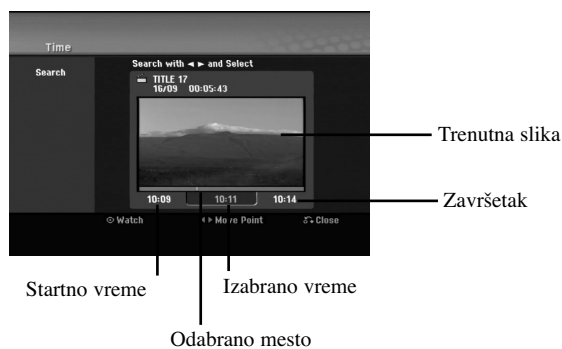 Time
Search
Search with ◄ ► and Select
TITLE 17
16/09 00:05:43
10:09 10:11 10:14
⊙ Watch ◄► Move Point Close
Trenutna slika
Završetak
Startno vreme
Izabrano vreme
Odabrano mesto